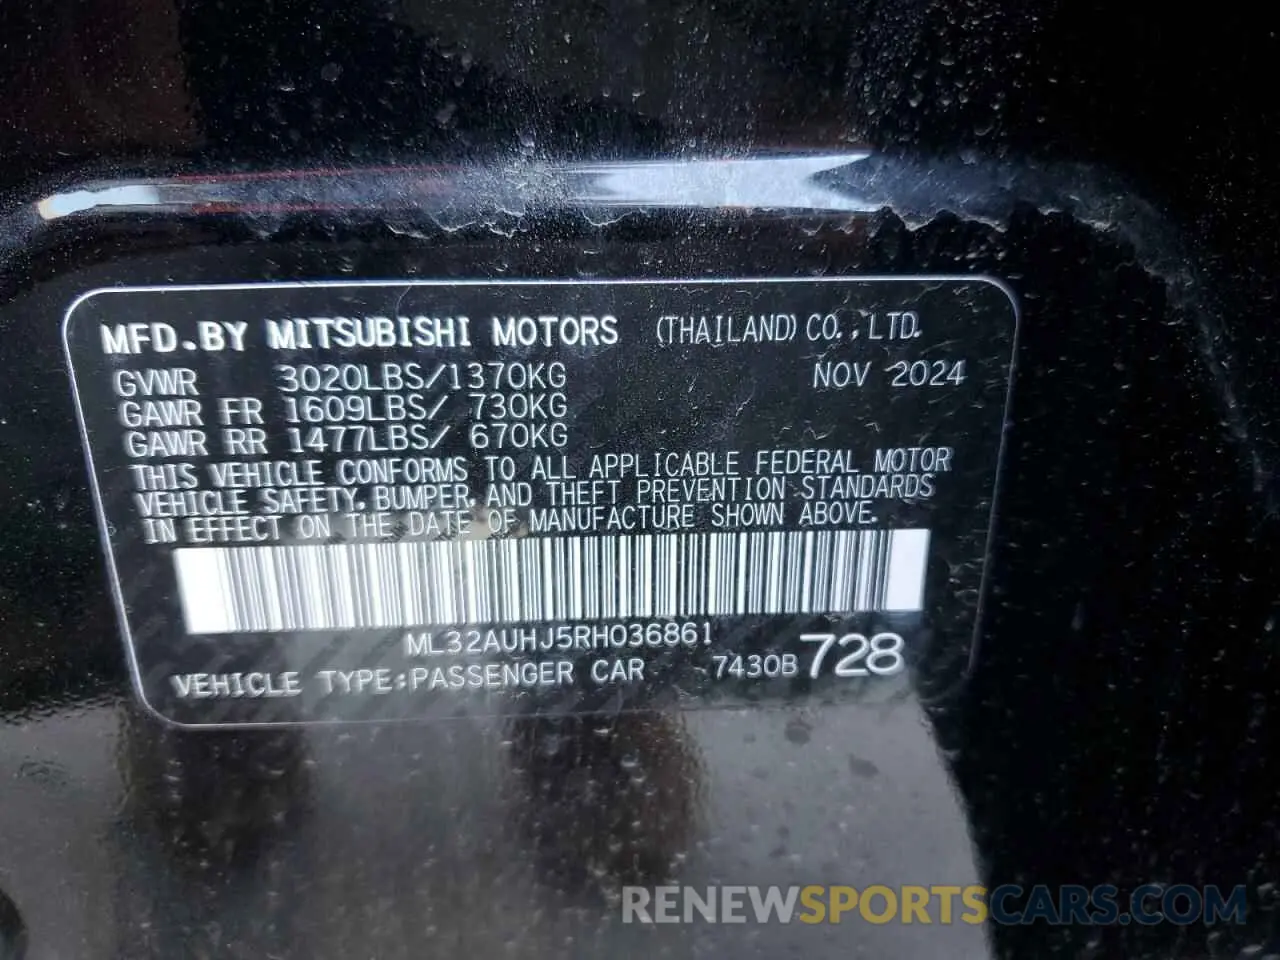 MFD.BY MITSUBISHI MOTORS (THAILAND) CO.,LTD.
GVWR 3020LBS/1370KG NOV 2024
GAWR FR 1609LBS/ 730KG
GAWR RR 1477LBS/ 670KG
THIS VEHICLE CONFORMS TO ALL APPLICABLE FEDERAL MOTOR
VEHICLE SAFETY, BUMPER, AND THEFT PREVENTION STANDARDS
IN EFFECT ON THE DATE OF MANUFACTURE SHOWN ABOVE.
ML32AUHJ5RH036861
VEHICLE TYPE:PASSENGER CAR 7430B 728
RENEWSPORTSCARS.COM